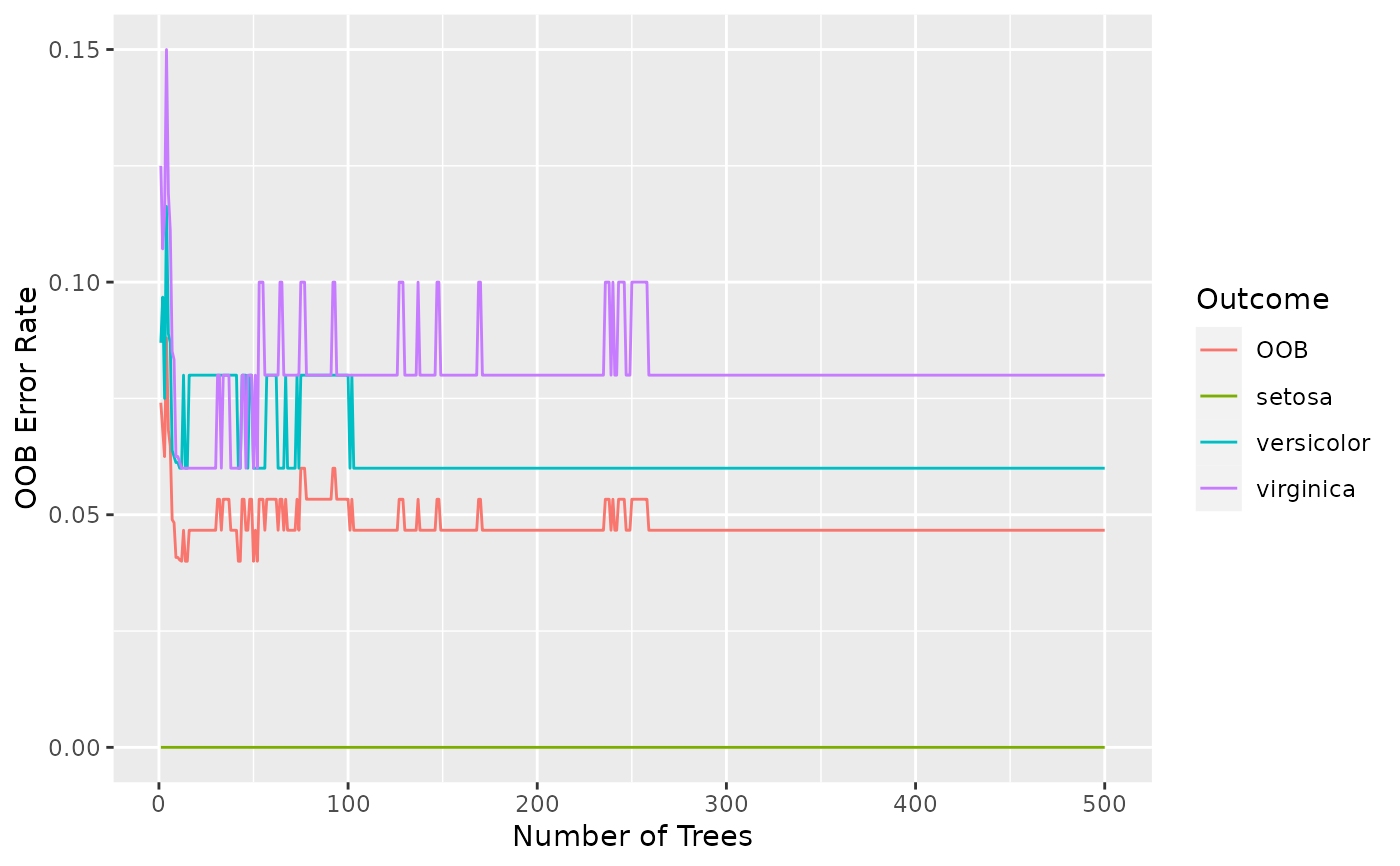 OOB Error Rate
0.15
0.10
0.05
0.00
0
100
200
300
400
500
Number of Trees
Outcome
OOB
setosa
versicolor
virginica